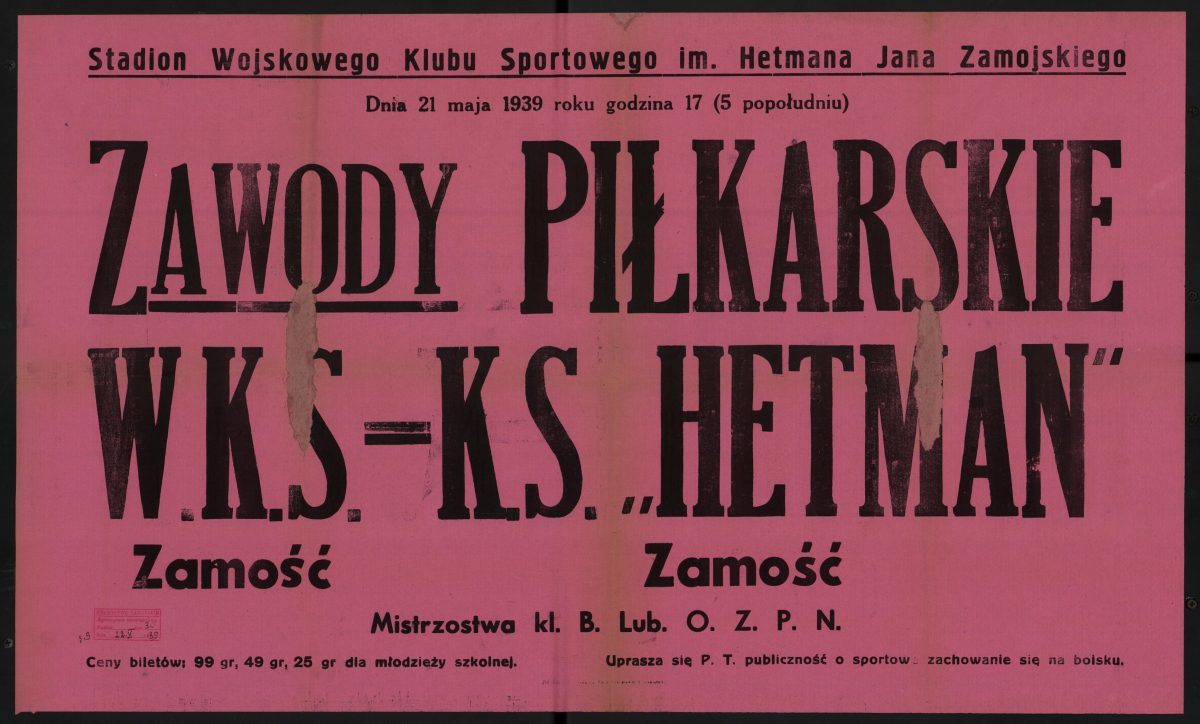 Stadion Wojskowego Klubu Sportowego im. Hetmana Jana Zamojskiego
Dnia 21 maja 1939 roku godzina 17 (5 popołudniu)
ZAWODY PIŁKARSKIE
W.K.S. = K.S. „HETMAN"
Zamość Zamość
Mistrzostwa kl. B. Lub. O. Z. P. N.
Ceny biletów: 99 gr, 49 gr, 25 gr dla młodzieży szkolnej. Uprasza się P. T. publiczność o zachowanie się na boisku.